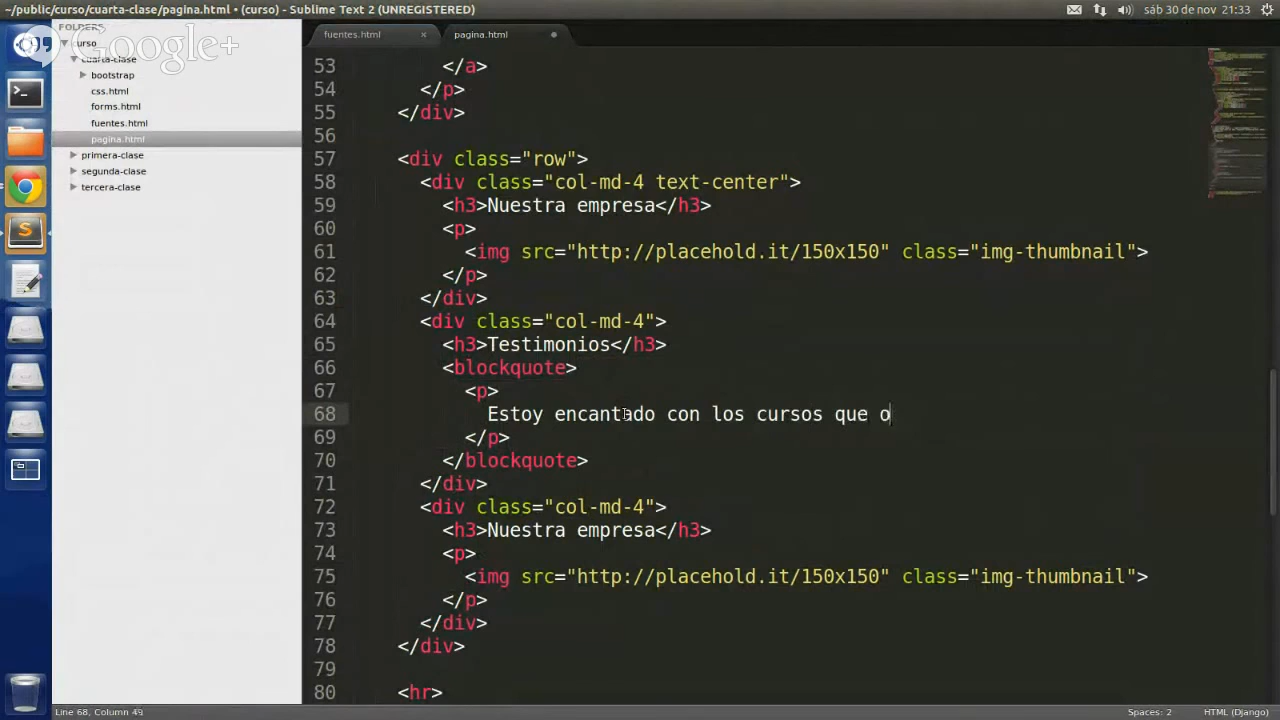 ~/public/curso/cuarta-clase/pagina.html • (curso) - Sublime Text 2 (UNREGISTERED)
sáb 30 de nov 21:33
Google+
FOLDERS
curso
cuarta-clase
bootstrap
css.html
forms.html
fuentes.html
pagina.html
primera-clase
segunda-clase
tercera-clase
fuentes.html ×
pagina.html
53 </a>
54 </p>
55 </div>
56
57 <div class="row">
58 <div class="col-md-4 text-center">
59 <h3>Nuestra empresa</h3>
60 <p>
61 <img src="http://placehold.it/150x150" class="img-thumbnail">
62 </p>
63 </div>
64 <div class="col-md-4">
65 <h3>Testimonios</h3>
66 <blockquote>
67 <p>
68 Estoy encantado con los cursos que o
69 </p>
70 </blockquote>
71 </div>
72 <div class="col-md-4">
73 <h3>Nuestra empresa</h3>
74 <p>
75 <img src="http://placehold.it/150x150" class="img-thumbnail">
76 </p>
77 </div>
78 </div>
79
80 <hr>
Line 68, Column 49
Spaces: 2
HTML (Django)